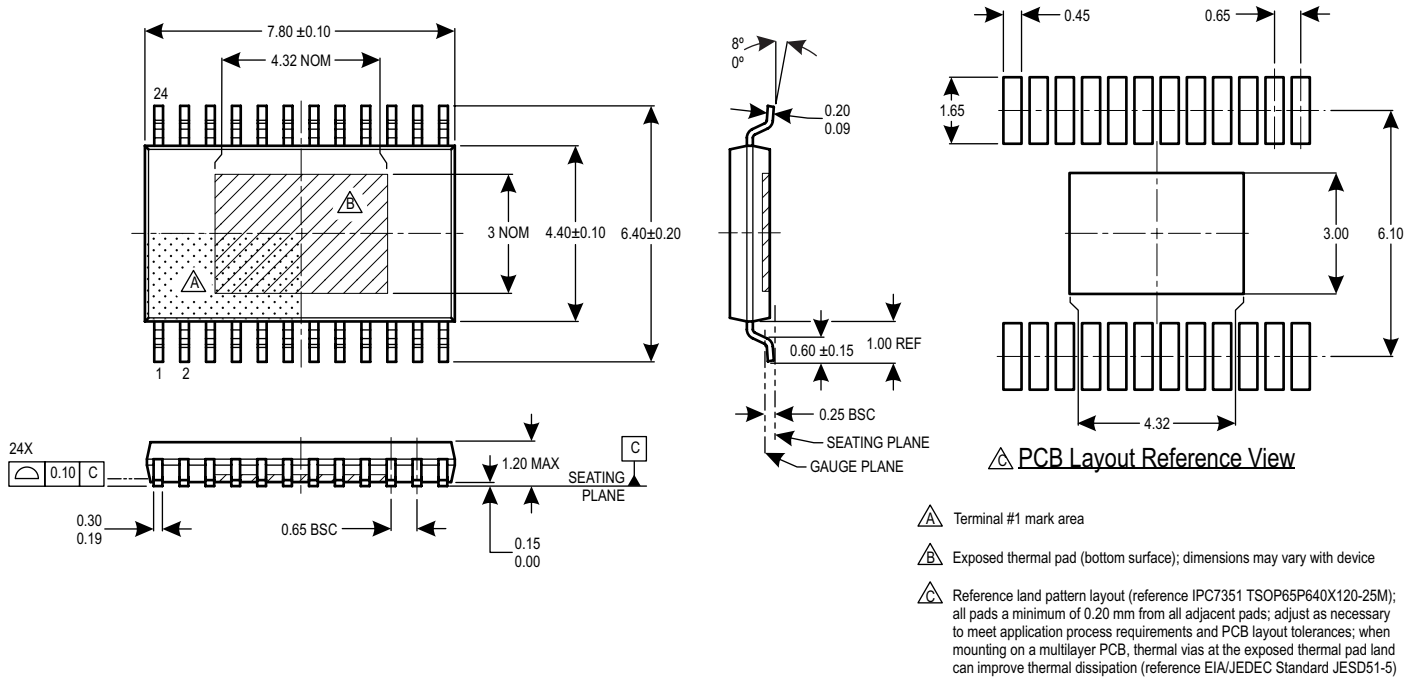 7.80 ±0.10
4.32 NOM
24
B
A
3 NOM
4.40±0.10
6.40±0.20
1
2
8º
0º
0.20
0.09
0.60 ±0.15
1.00 REF
0.25 BSC
SEATING PLANE
GAUGE PLANE
0.45
0.65
1.65
3.00
6.10
4.32
C PCB Layout Reference View
24X
0.10 C
0.30
0.19
0.65 BSC
1.20 MAX
C
SEATING
PLANE
0.15
0.00
A Terminal #1 mark area
B Exposed thermal pad (bottom surface); dimensions may vary with device
C Reference land pattern layout (reference IPC7351 TSOP65P640X120-25M);
all pads a minimum of 0.20 mm from all adjacent pads; adjust as necessary
to meet application process requirements and PCB layout tolerances; when
mounting on a multilayer PCB, thermal vias at the exposed thermal pad land
can improve thermal dissipation (reference EIA/JEDEC Standard JESD51-5)